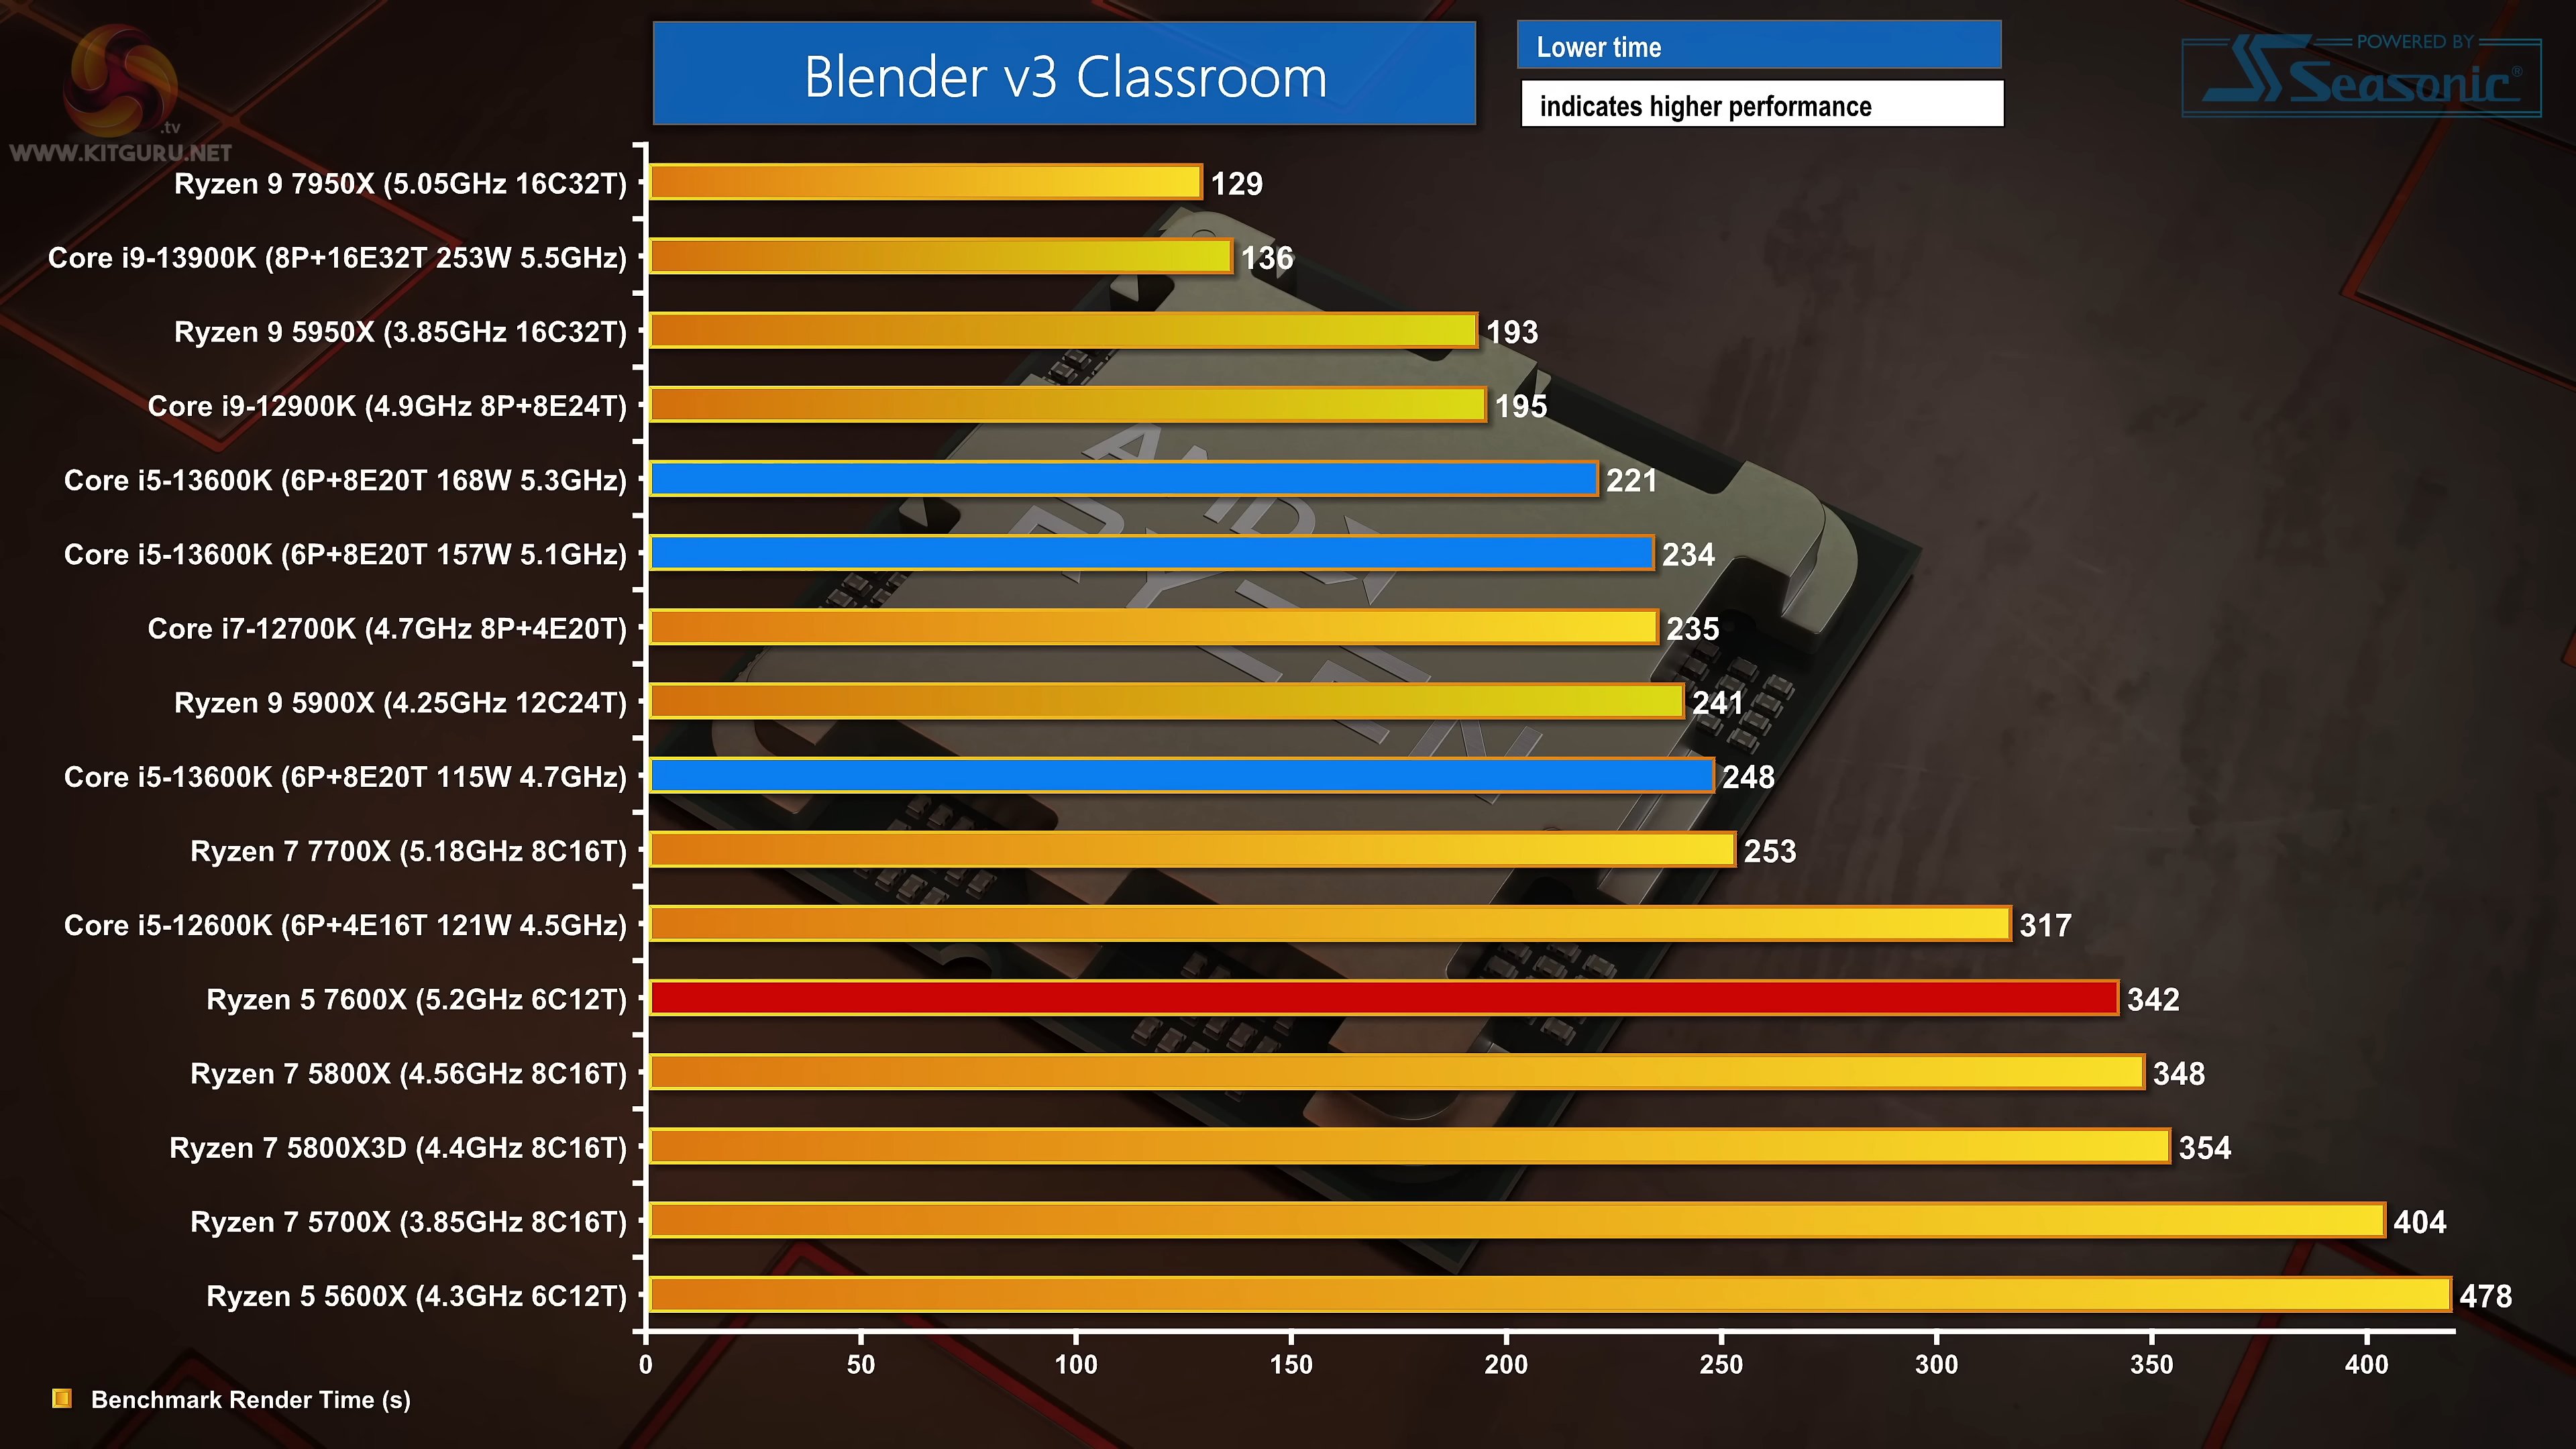 Blender v3 Classroom
Lower time
indicates higher performance
POWERED BY
Seasonic®
.tv
WWW.KITGURU.NET
Ryzen 9 7950X (5.05GHz 16C32T) 129
Core i9-13900K (8P+16E32T 253W 5.5GHz) 136
Ryzen 9 5950X (3.85GHz 16C32T) 193
Core i9-12900K (4.9GHz 8P+8E24T) 195
Core i5-13600K (6P+8E20T 168W 5.3GHz) 221
Core i5-13600K (6P+8E20T 157W 5.1GHz) 234
Core i7-12700K (4.7GHz 8P+4E20T) 235
Ryzen 9 5900X (4.25GHz 12C24T) 241
Core i5-13600K (6P+8E20T 115W 4.7GHz) 248
Ryzen 7 7700X (5.18GHz 8C16T) 253
Core i5-12600K (6P+4E16T 121W 4.5GHz) 317
Ryzen 5 7600X (5.2GHz 6C12T) 342
Ryzen 7 5800X (4.56GHz 8C16T) 348
Ryzen 7 5800X3D (4.4GHz 8C16T) 354
Ryzen 7 5700X (3.85GHz 8C16T) 404
Ryzen 5 5600X (4.3GHz 6C12T) 478
0 50 100 150 200 250 300 350 400
Benchmark Render Time (s)